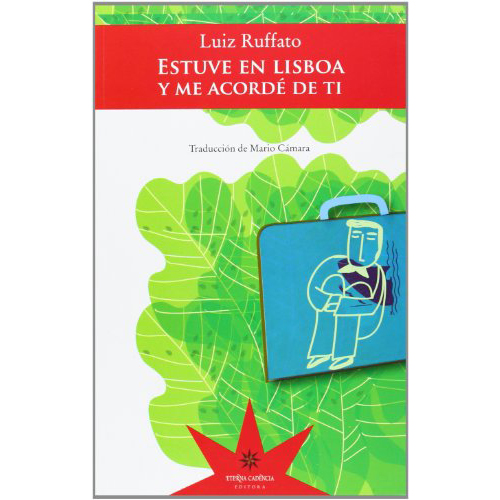 Luiz Ruffato
ESTUVE EN LISBOA
Y ME ACORDÉ DE TI
Traducción de Mario Cámara
ETERNA CADENCIA
EDITORA